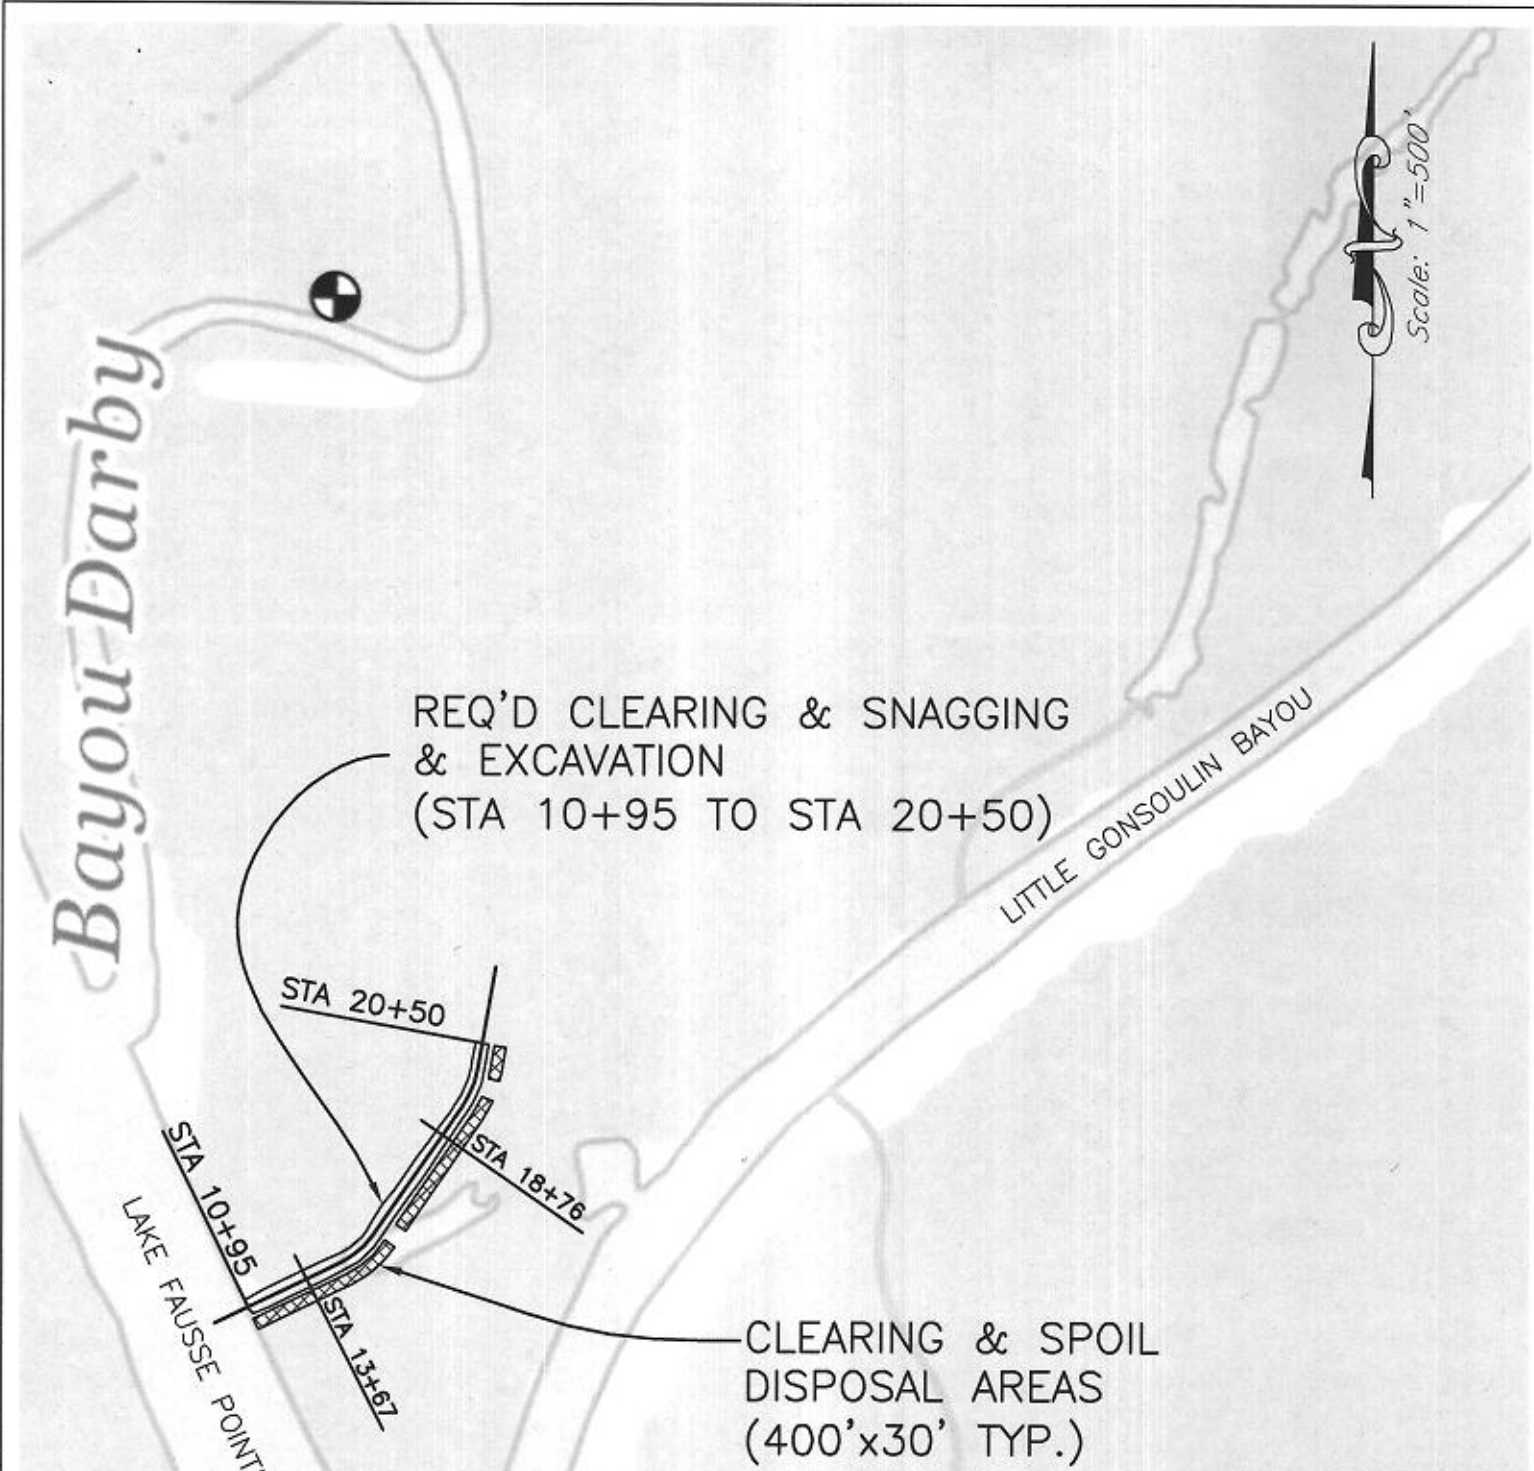 Scale: 1"=500'
Bayou Darby
REQ'D CLEARING & SNAGGING
& EXCAVATION
(STA 10+95 TO STA 20+50)
LITTLE GONSOULIN BAYOU
STA 20+50
STA 18+76
STA 10+95
STA 13+67
LAKE FAUSSE
CLEARING & SPOIL
DISPOSAL AREAS
(400'x30' TYP.)